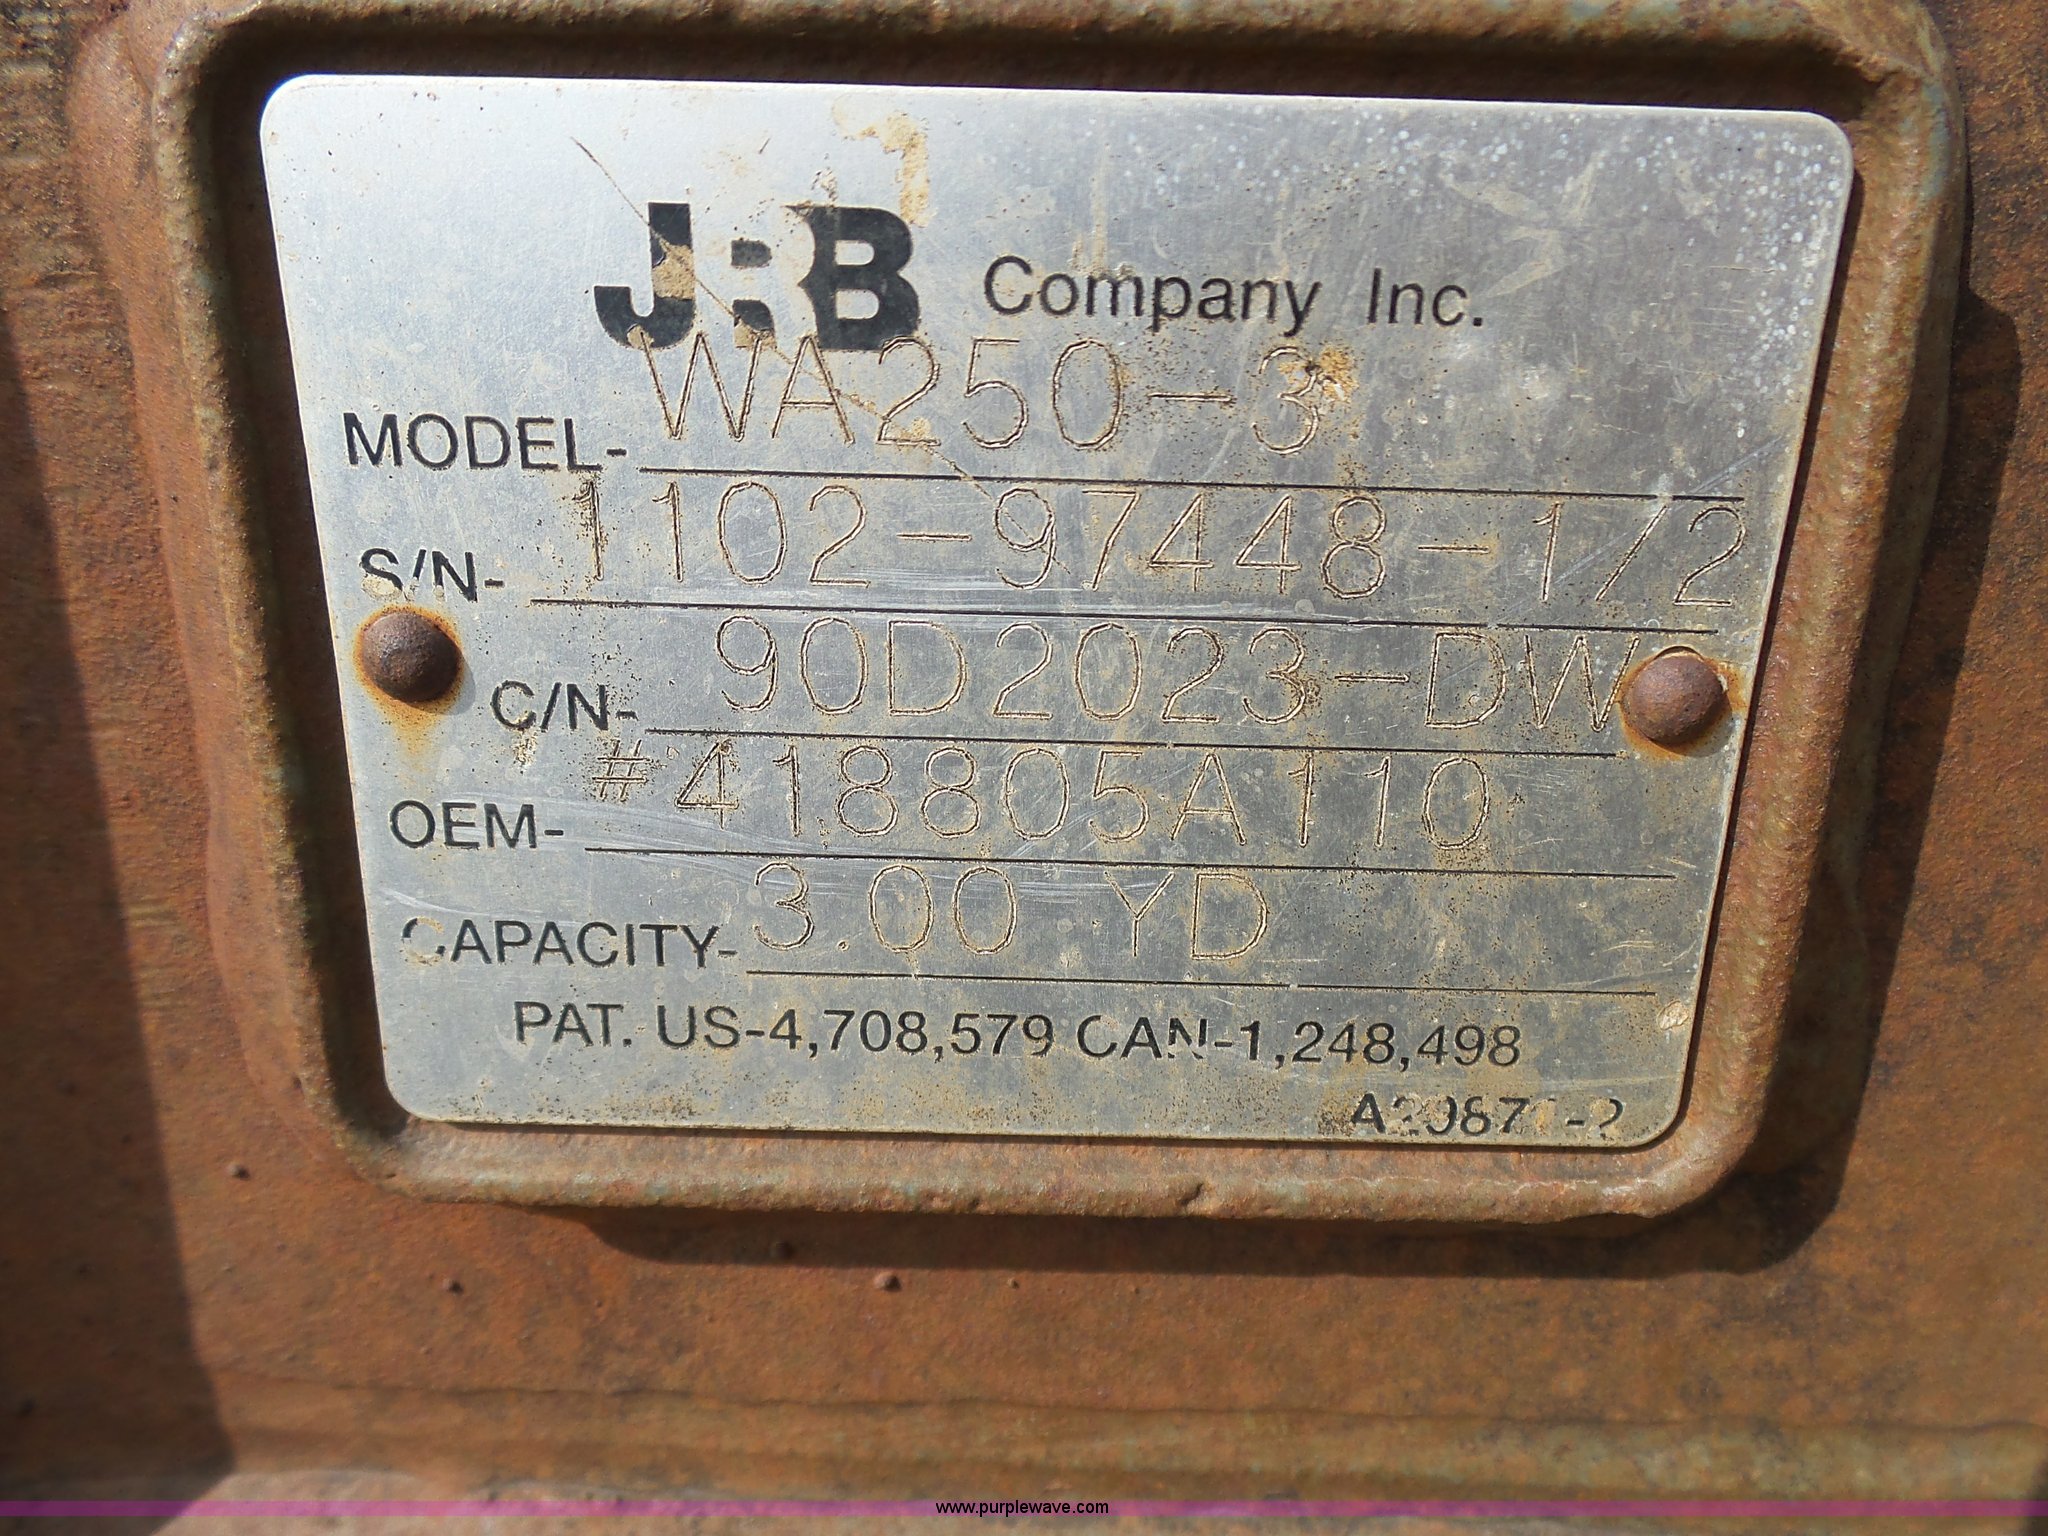 JRB Company Inc.
MODEL- WA250-3
S/N- 1102-97448-1/2
C/N- 90D2023-DW
OEM- #418805A110
CAPACITY- 3.00 YD
PAT. US-4,708,579 CAN-1,248,498
www.purplewave.com